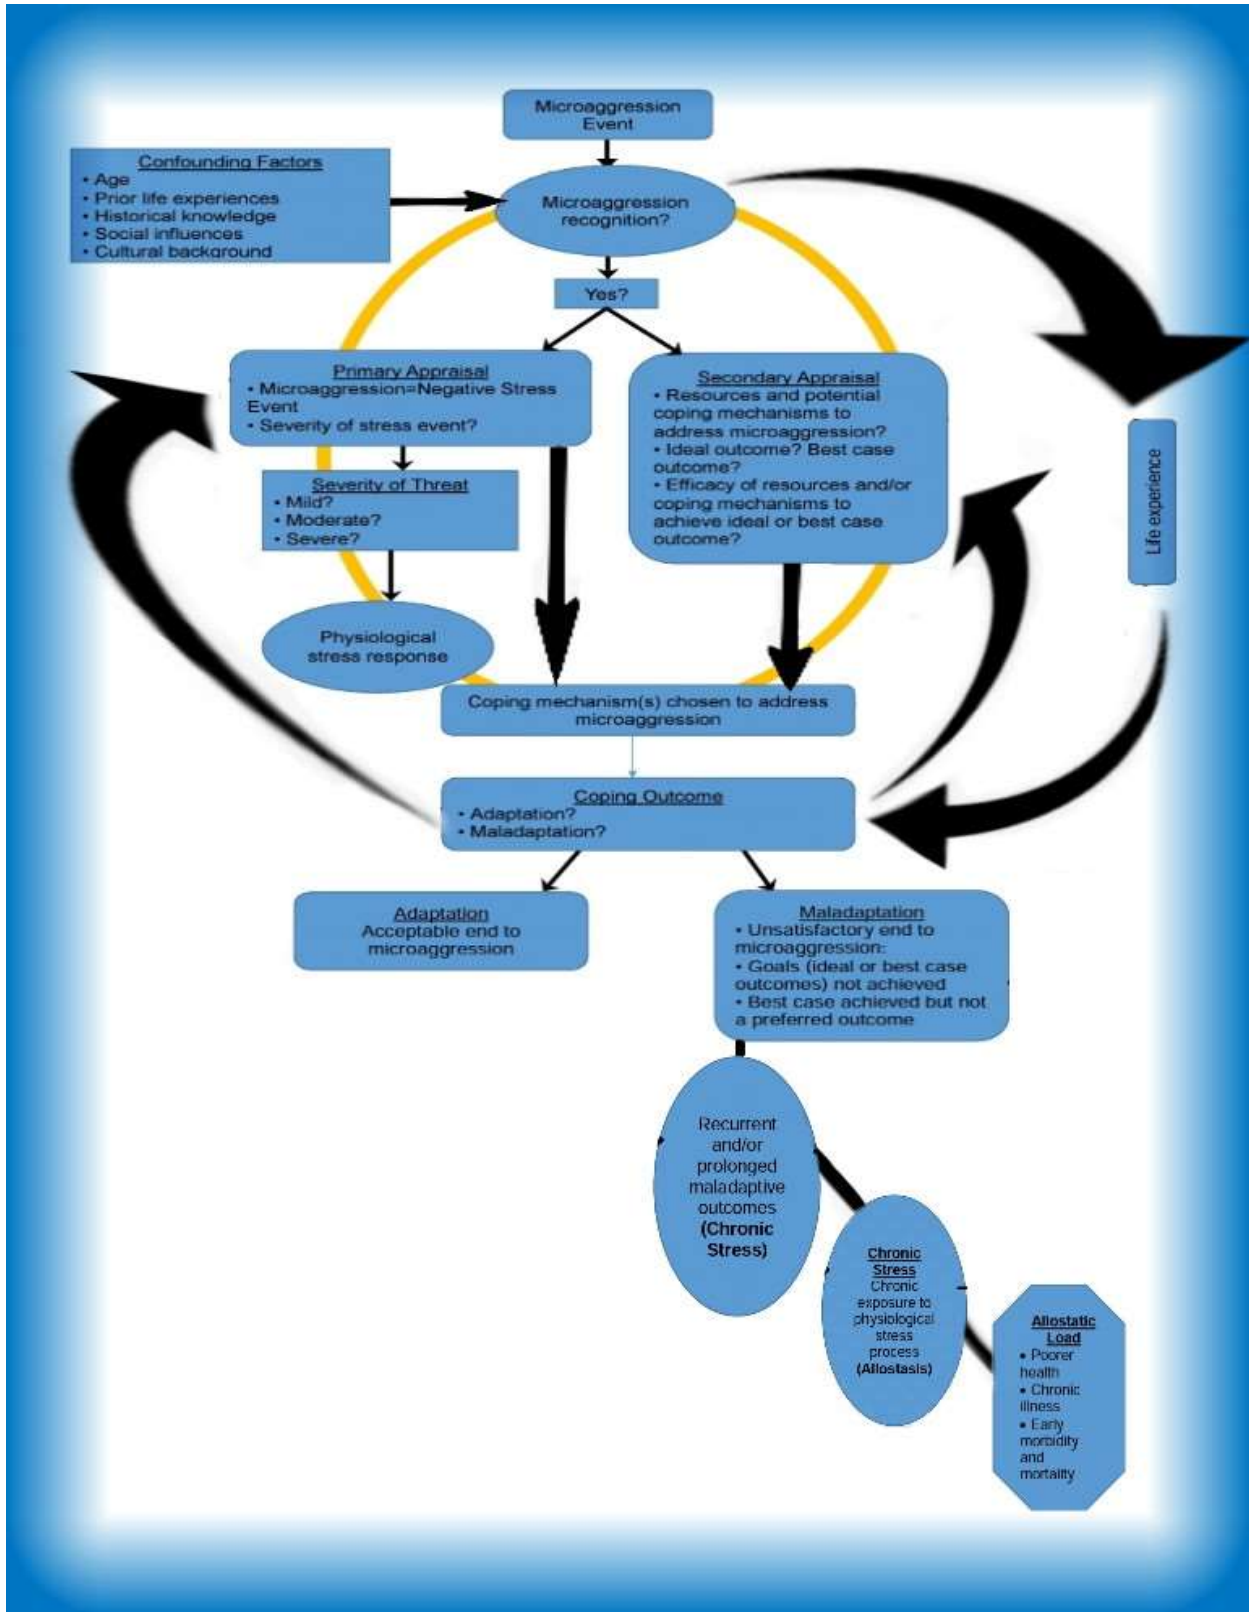 Microaggression
Event
Confounding Factors
• Age
• Prior life experiences
• Historical knowledge
• Social influences
• Cultural background
Microaggression
recognition?
Yes?
Primary Appraisal
• Microaggression=Negative Stress
Event
• Severity of stress event?
Secondary Appraisal
• Resources and potential
coping mechanisms to
address microaggression?
• Ideal outcome? Best case
outcome?
• Efficacy of resources and/or
coping mechanisms to
achieve ideal or best case
outcome?
Life experience
Severity of Threat
• Mild?
• Moderate?
• Severe?
Physiological
stress response
Coping mechanism(s) chosen to address
microaggression
Coping Outcome
• Adaptation?
• Maladaptation?
Adaptation
Acceptable end to
microaggression
Maladaptation
• Unsatisfactory end to
microaggression:
• Goals (ideal or best case
outcomes) not achieved
• Best case achieved but not
a preferred outcome
Recurrent
and/or
prolonged
maladaptive
outcomes
(Chronic
Stress)
Chronic
Stress
Chronic
exposure to
physiological
stress
process
(Allostasis)
Allostatic
Load
• Poorer
health
• Chronic
illness
• Early
morbidity
and
mortality